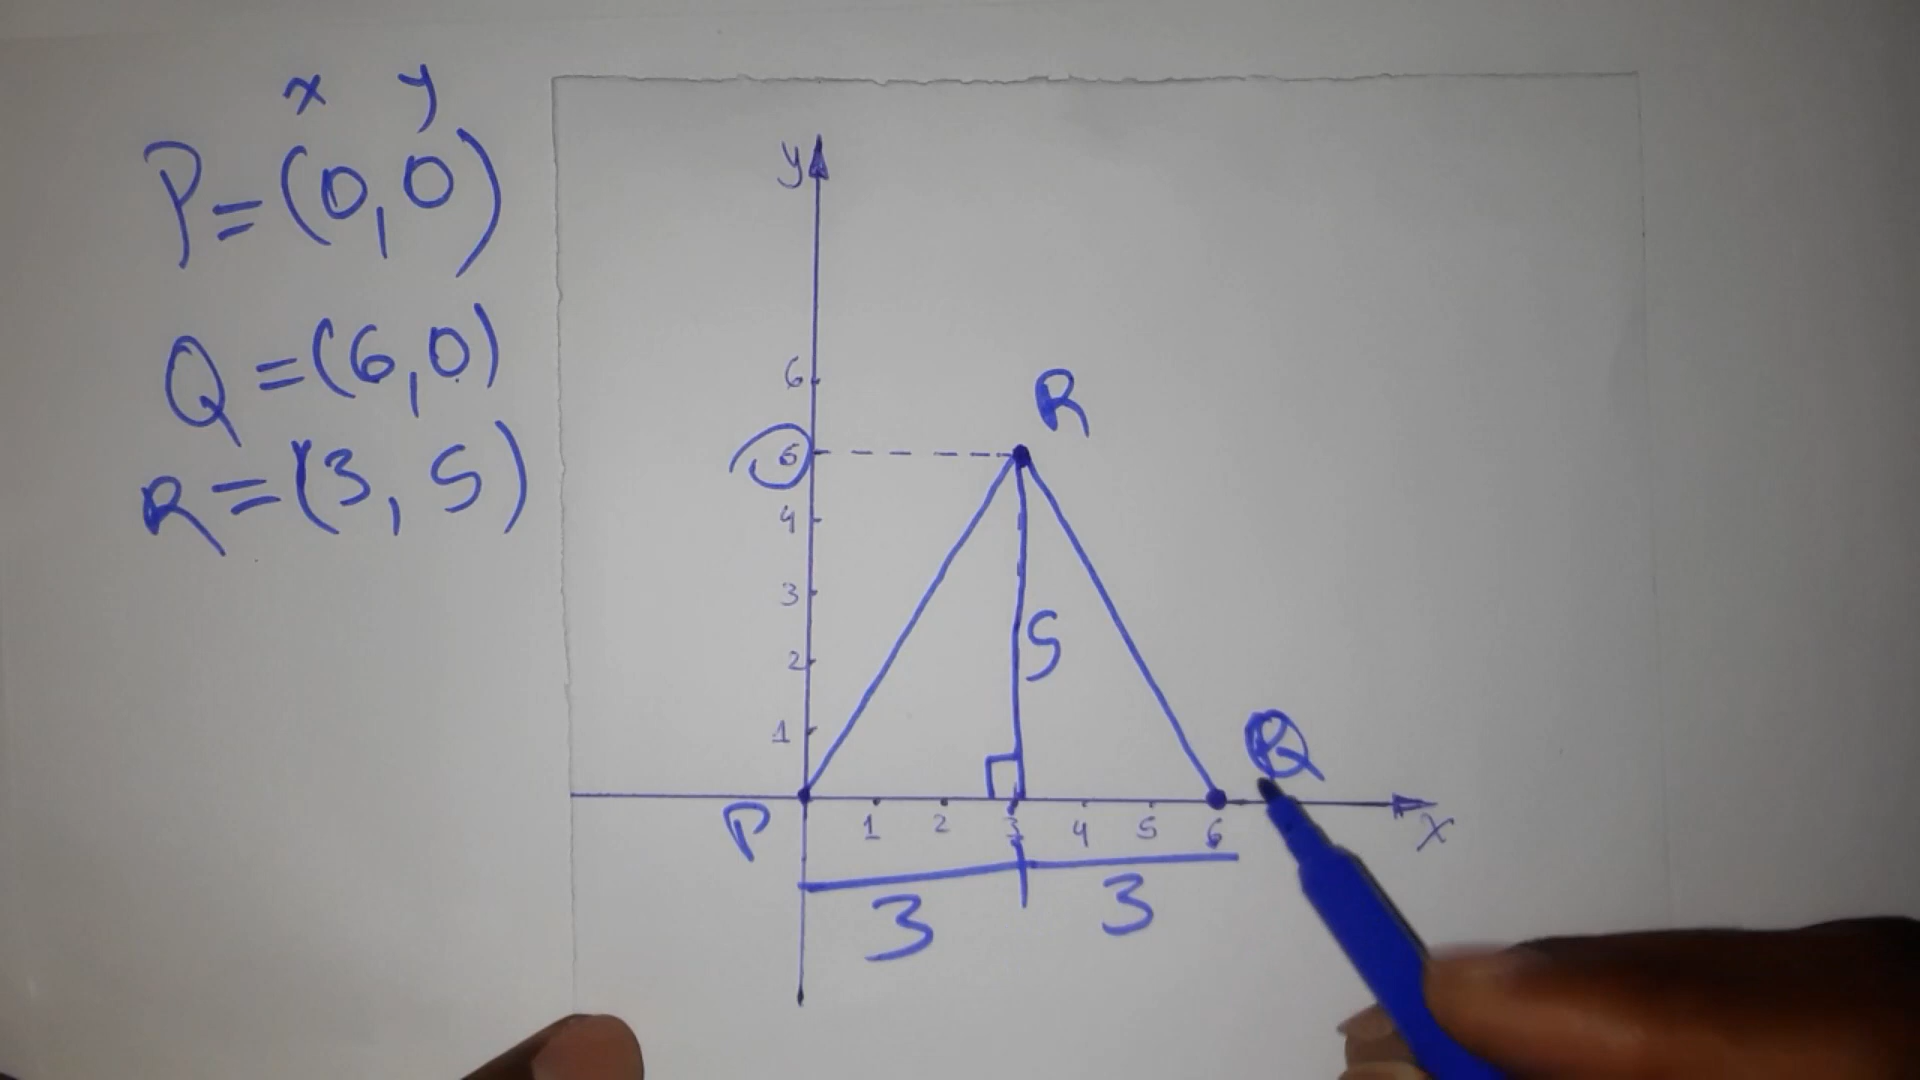 x y
P=(0,0)
Q=(6,0)
R=(3,5)
y
6
R
5
4
3
5
2
1
Q
P 1 2 3 4 5 6 x
3 3